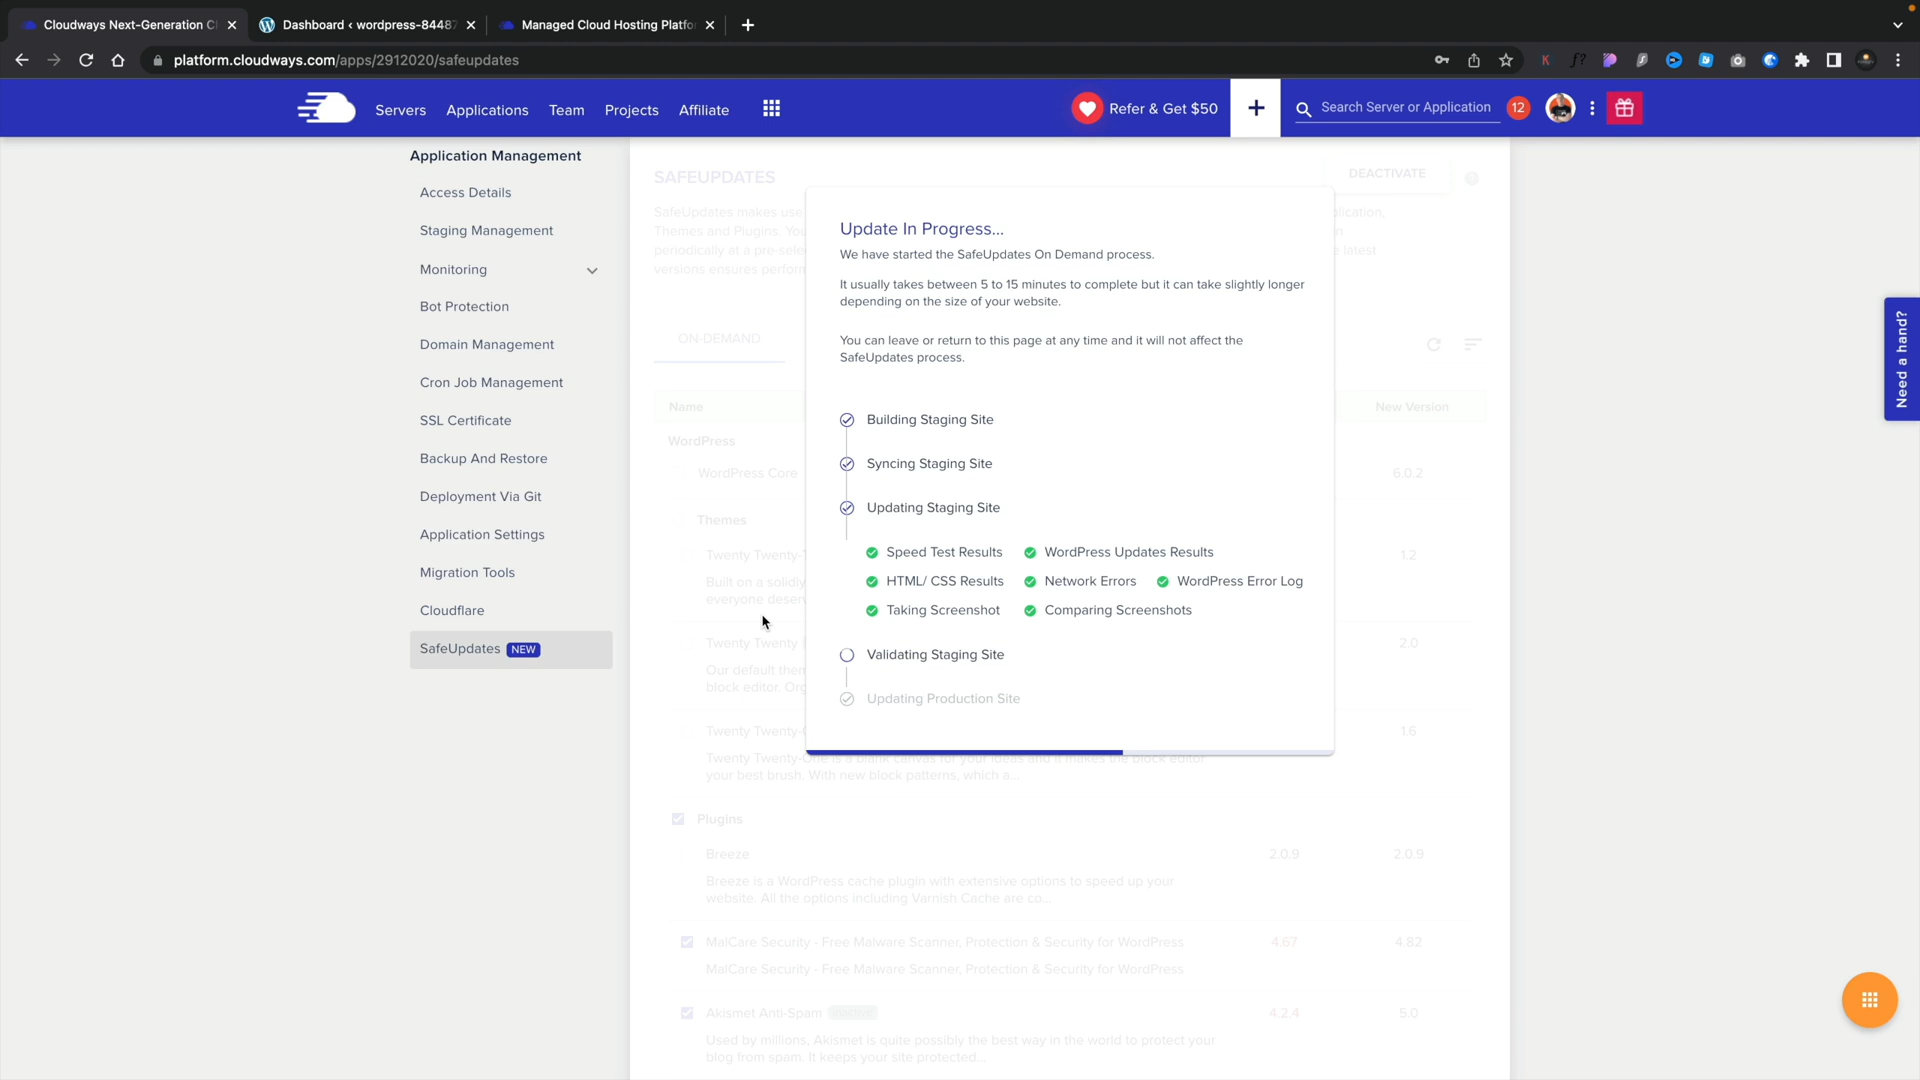 Cloudways Next-Generation C
Dashboard ‹ wordpress-8448
Managed Cloud Hosting Platfo
platform.cloudways.com/apps/2912020/safeupdates
Servers
Applications
Team
Projects
Affiliate
Refer & Get $50
+
Search Server or Application
12
Application Management
Access Details
Staging Management
Monitoring
Bot Protection
Domain Management
Cron Job Management
SSL Certificate
Backup And Restore
Deployment Via Git
Application Settings
Migration Tools
Cloudflare
SafeUpdates NEW
SAFEUPDATES
DEACTIVATE
SafeUpdates makes use
lication,
Themes and Plugins. You
n
periodically at a pre-sele
e latest
versions ensures perform
ON-DEMAND
Update In Progress...
We have started the SafeUpdates On Demand process.
It usually takes between 5 to 15 minutes to complete but it can take slightly longer
depending on the size of your website.
You can leave or return to this page at any time and it will not affect the
SafeUpdates process.
Building Staging Site
Syncing Staging Site
Updating Staging Site
Speed Test Results
WordPress Updates Results
HTML/ CSS Results
Network Errors
WordPress Error Log
Taking Screenshot
Comparing Screenshots
Validating Staging Site
Updating Production Site
Name
New Version
WordPress
WordPress Core
6.0.2
Themes
Twenty Twenty-T
1.2
Built on a solidly
everyone deserv
Twenty Twenty
2.0
Our default them
block editor. Org
Twenty Twenty-O
1.6
Twenty Twenty-One is a blank canvas for your ideas and it makes the block editor
your best brush. With new block patterns, which a...
Plugins
Breeze
2.0.9
2.0.9
Breeze is a WordPress cache plugin with extensive options to speed up your
website. All the options including Varnish Cache are co...
MalCare Security - Free Malware Scanner, Protection & Security for WordPress
4.67
4.82
MalCare Security - Free Malware Scanner, Protection & Security for WordPress
Akismet Anti-Spam Inactive
4.2.4
5.0
Used by millions, Akismet is quite possibly the best way in the world to protect your
blog from spam. It keeps your site protected...
Need a hand?